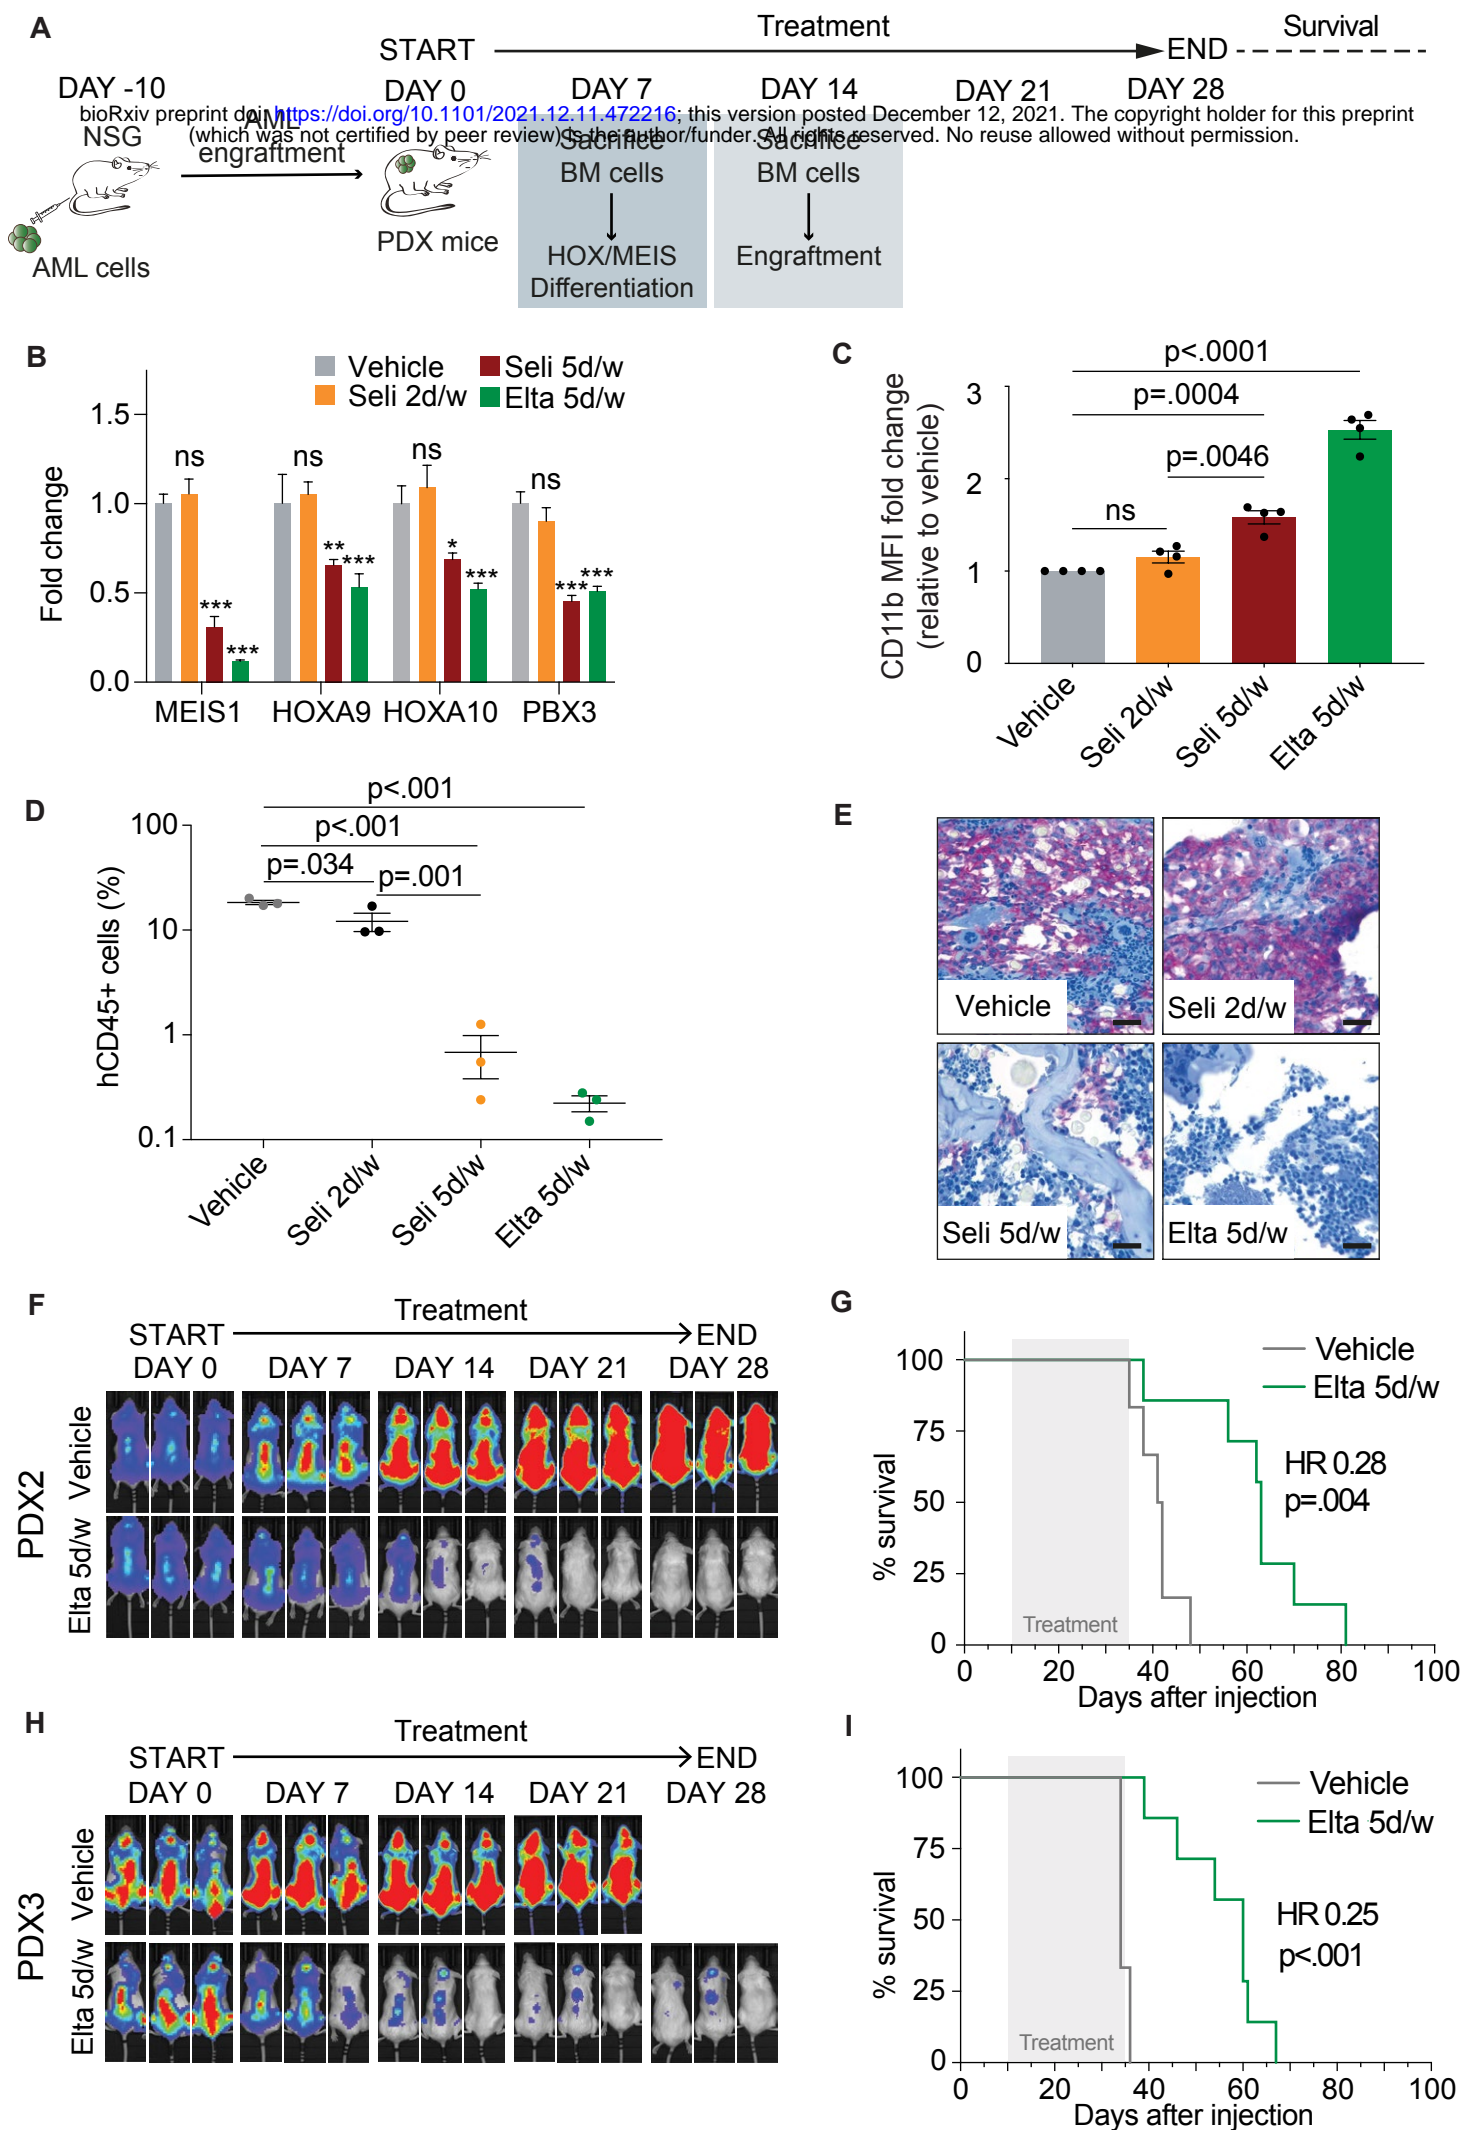 A
Treatment
Survival
START
END
DAY -10
DAY 0
DAY 7
DAY 14
DAY 21
DAY 28
bioRxiv preprint doi: https://doi.org/10.1101/2021.12.11.472216; this version posted December 12, 2021. The copyright holder for this preprint
(which was not certified by peer review) is the author/funder. All rights reserved. No reuse allowed without permission.
NSG
AML
engraftment
Sacrifice
BM cells
Sacrifice
BM cells
AML cells
PDX mice
HOX/MEIS
Differentiation
Engraftment
B
Vehicle
Seli 5d/w
Seli 2d/w
Elta 5d/w
Fold change
1.5
1.0
0.5
0.0
ns
***
***
ns
**
***
ns
*
***
ns
***
***
MEIS1
HOXA9
HOXA10
PBX3
C
CD11b MFI fold change
(relative to vehicle)
3
2
1
0
p<.0001
p=.0004
p=.0046
ns
Vehicle
Seli 2d/w
Seli 5d/w
Elta 5d/w
D
hCD45+ cells (%)
100
10
1
0.1
p<.001
p<.001
p=.034
p=.001
Vehicle
Seli 2d/w
Seli 5d/w
Elta 5d/w
E
Vehicle
Seli 2d/w
Seli 5d/w
Elta 5d/w
F
Treatment
START
END
DAY 0
DAY 7
DAY 14
DAY 21
DAY 28
PDX2
Vehicle
Elta 5d/w
G
% survival
100
75
50
25
0
Vehicle
Elta 5d/w
HR 0.28
p=.004
Treatment
0
20
40
60
80
100
Days after injection
H
Treatment
START
END
DAY 0
DAY 7
DAY 14
DAY 21
DAY 28
PDX3
Vehicle
Elta 5d/w
I
% survival
100
75
50
25
0
Vehicle
Elta 5d/w
HR 0.25
p<.001
Treatment
0
20
40
60
80
100
Days after injection